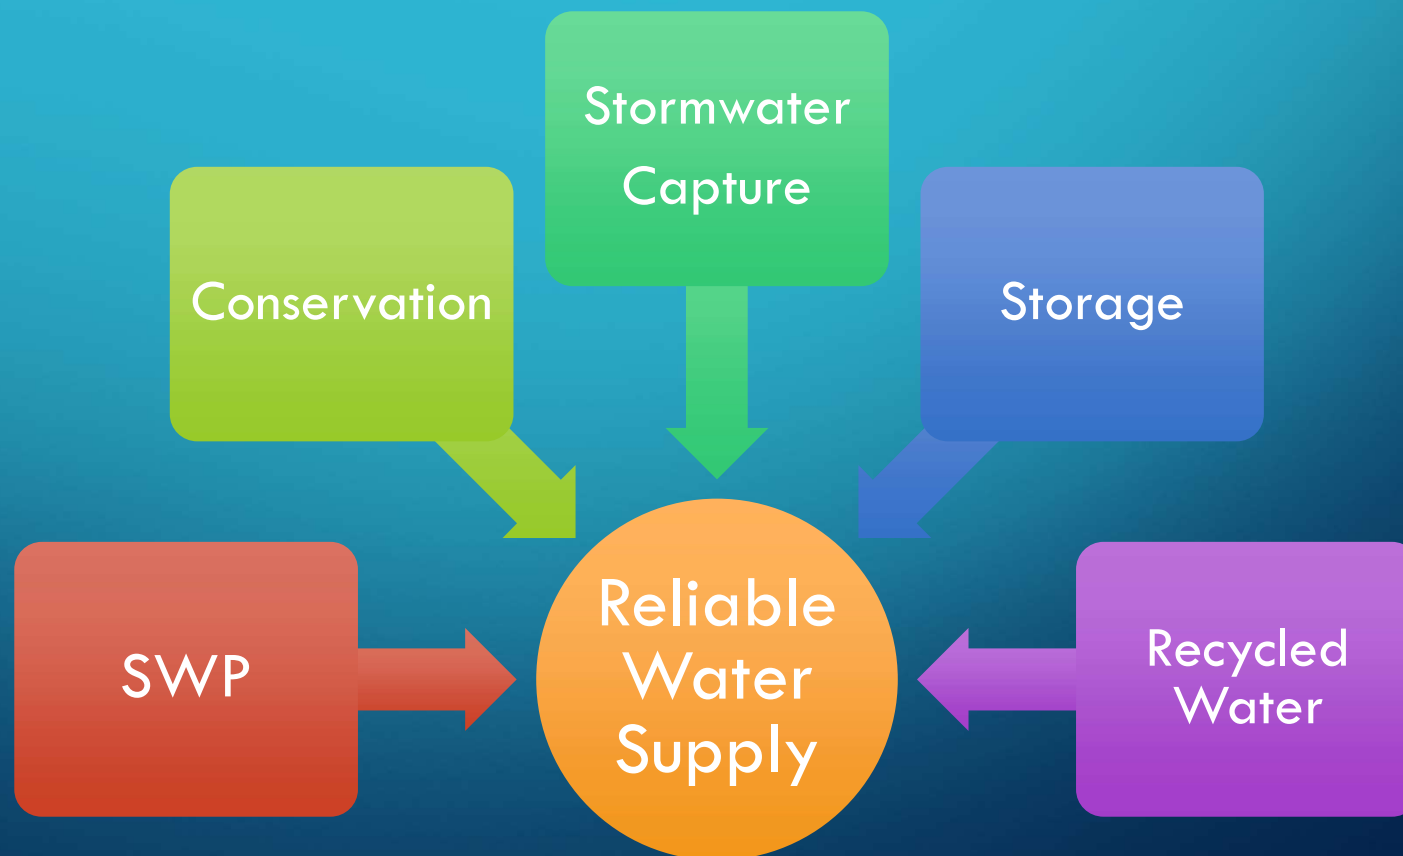 Stormwater
Capture
Conservation
Storage
SWP
Reliable
Water
Supply
Recycled
Water